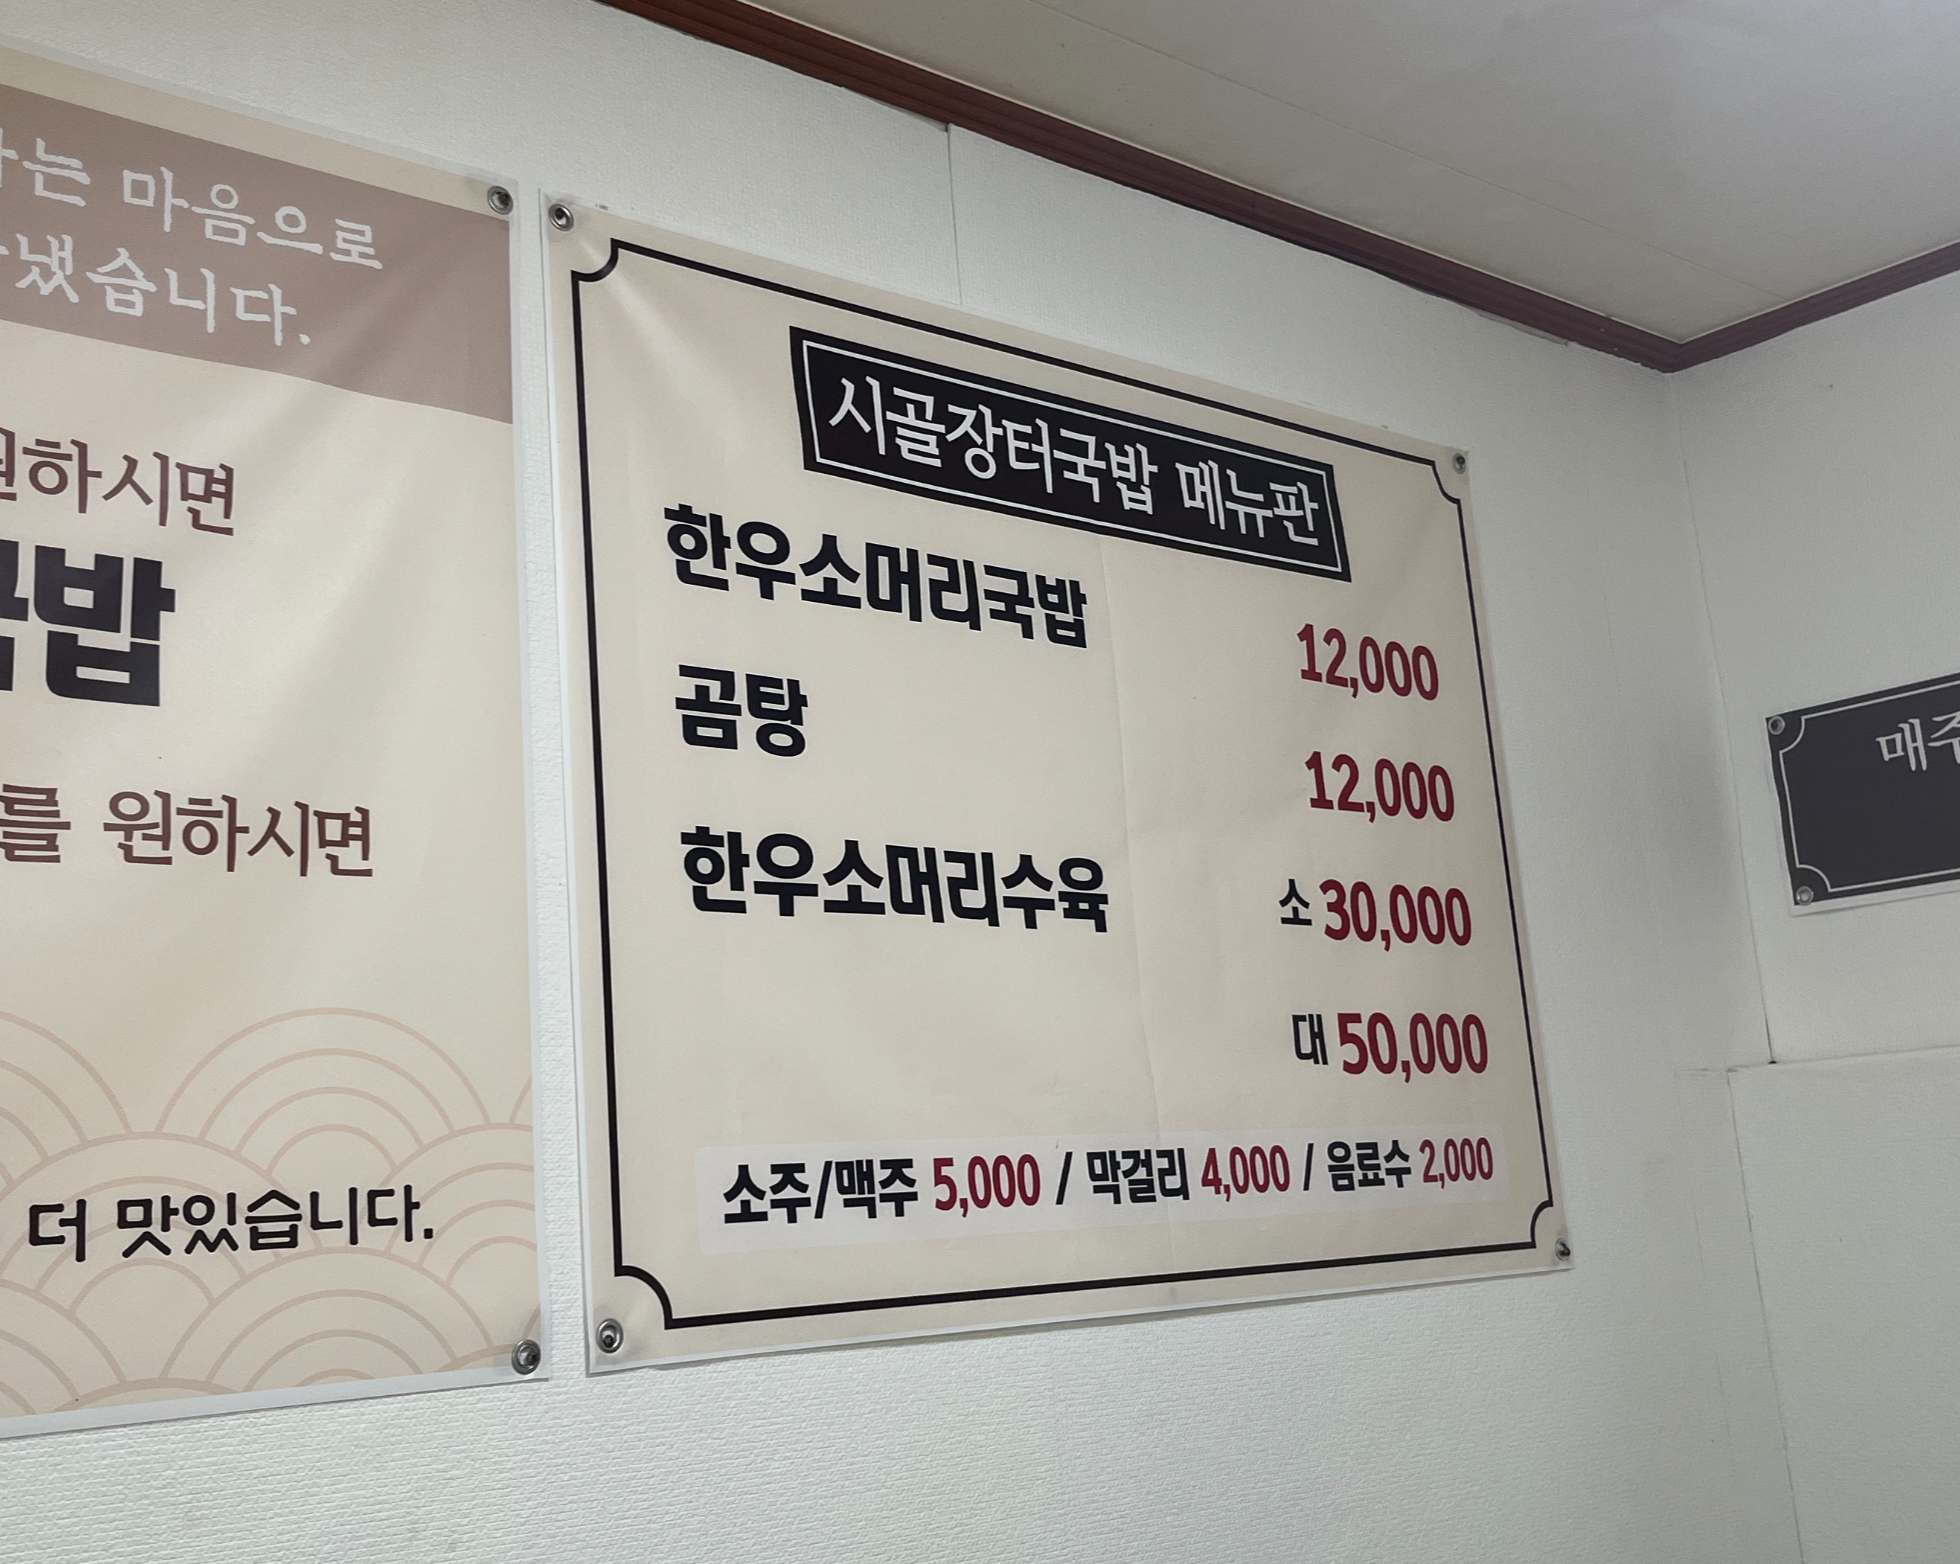 는 마음으로
냈습니다.
원하시면
국밥
를 원하시면
더 맛있습니다.
시골장터국밥 메뉴판
한우소머리국밥 12,000
곰탕 12,000
한우소머리수육 소 30,000
대 50,000
소주/맥주 5,000 / 막걸리 4,000 / 음료수 2,000
매주